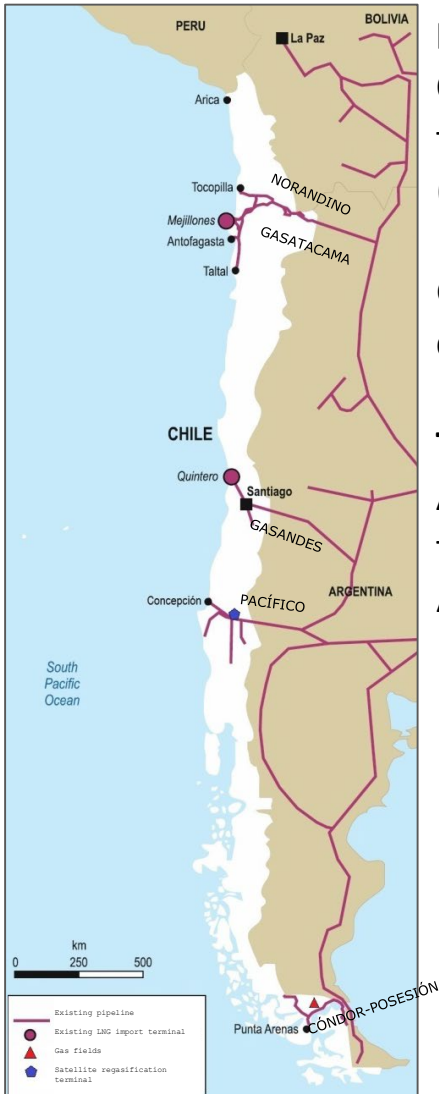 PERU
BOLIVIA
La Paz
Arica
Tocopilla
NORANDINO
Mejillones
GASATACAMA
Antofagasta
Taltal
CHILE
Quintero
Santiago
GASANDES
Concepción
PACÍFICO
ARGENTINA
South
Pacific
Ocean
km
0 250 500
CÓNDOR-POSESIÓN
Punta Arenas
Existing pipeline
Existing LNG import terminal
Gas fields
Satellite regasification
terminal